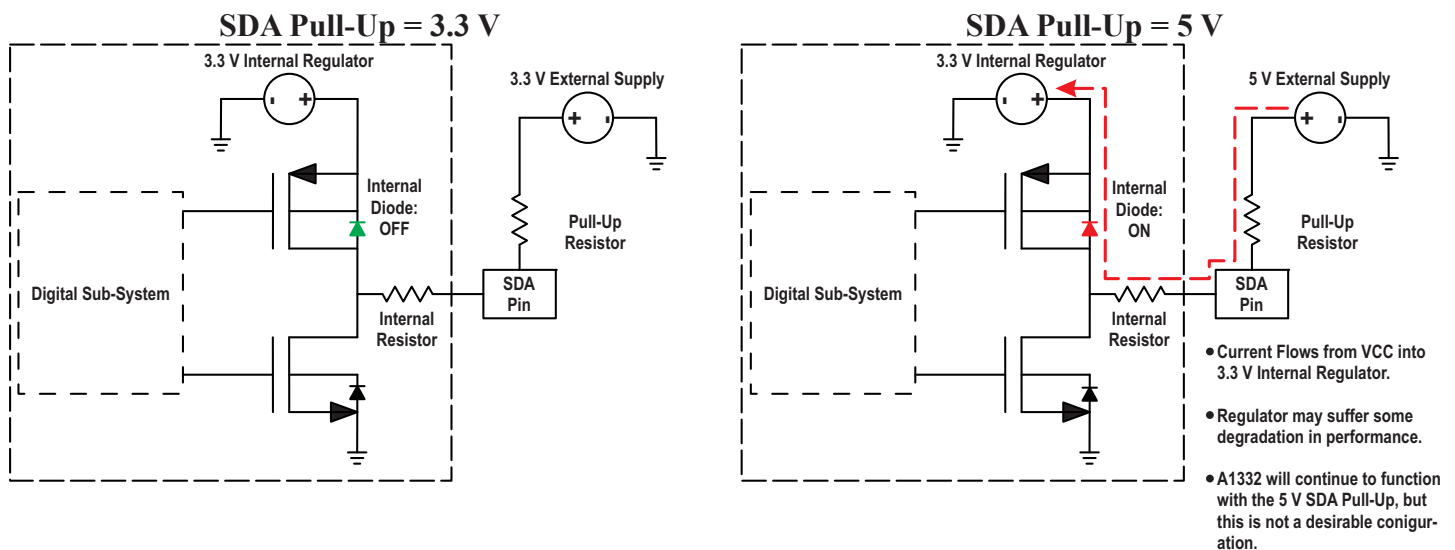 SDA Pull-Up = 3.3 V
3.3 V Internal Regulator
3.3 V External Supply
- +
+ -
Internal
Diode:
OFF
Pull-Up
Resistor
Digital Sub-System
SDA
Pin
Internal
Resistor
SDA Pull-Up = 5 V
3.3 V Internal Regulator
5 V External Supply
- +
+ -
Internal
Diode:
ON
Pull-Up
Resistor
Digital Sub-System
SDA
Pin
Internal
Resistor
• Current Flows from VCC into
3.3 V Internal Regulator.
• Regulator may suffer some
degradation in performance.
• A1332 will continue to function
with the 5 V SDA Pull-Up, but
this is not a desirable conigur-
ation.